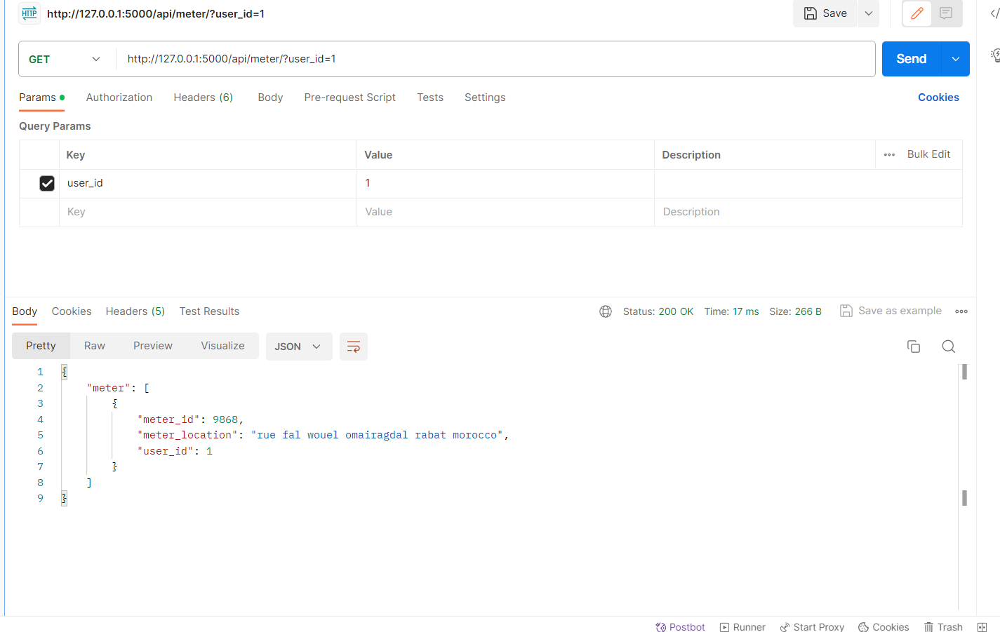 HTTP http://127.0.0.1:5000/api/meter/?user_id=1 Save
GET http://127.0.0.1:5000/api/meter/?user_id=1 Send
Params Authorization Headers (6) Body Pre-request Script Tests Settings Cookies
Query Params
Key Value Description Bulk Edit
user_id 1
Key Value Description
Body Cookies Headers (5) Test Results Status: 200 OK Time: 17 ms Size: 266 B Save as example
Pretty Raw Preview Visualize JSON
1 {
2 "meter": [
3 {
4 "meter_id": 9868,
5 "meter_location": "rue fal wouel omairagdal rabat morocco",
6 "user_id": 1
7 }
8 ]
9 }
Postbot Runner Start Proxy Cookies Trash